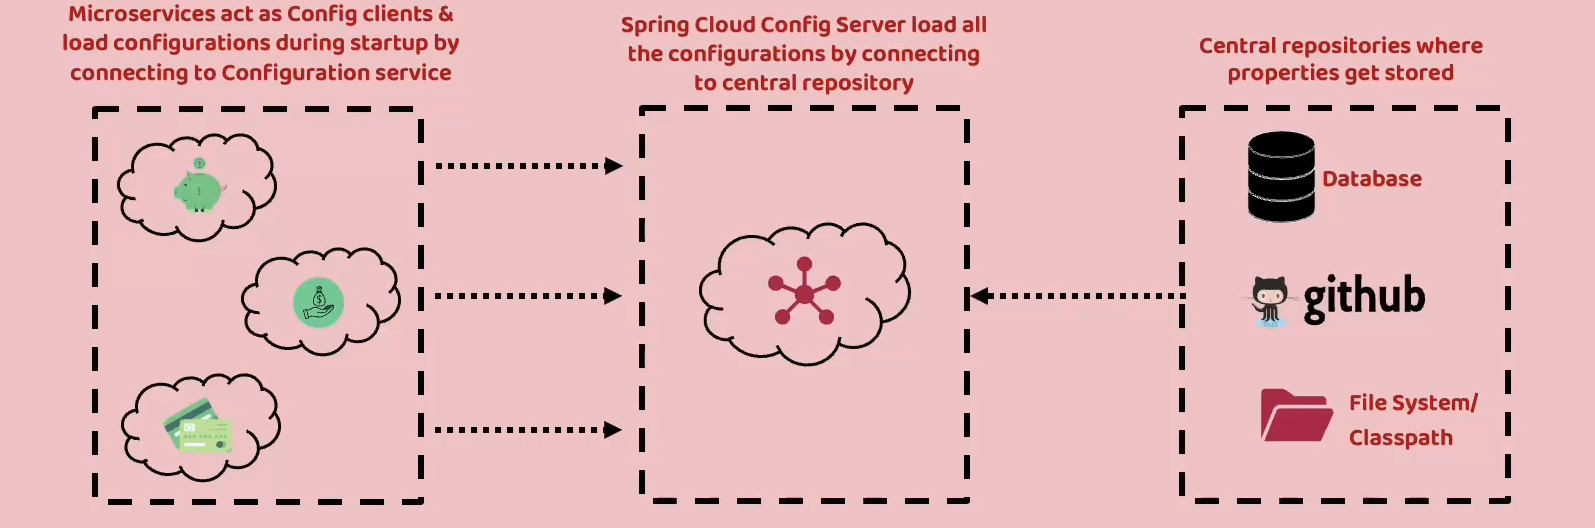 Microservices act as Config clients &
load configurations during startup by
connecting to Configuration service
Spring Cloud Config Server load all
the configurations by connecting
to central repository
Central repositories where
properties get stored
Database
github
File System/
Classpath